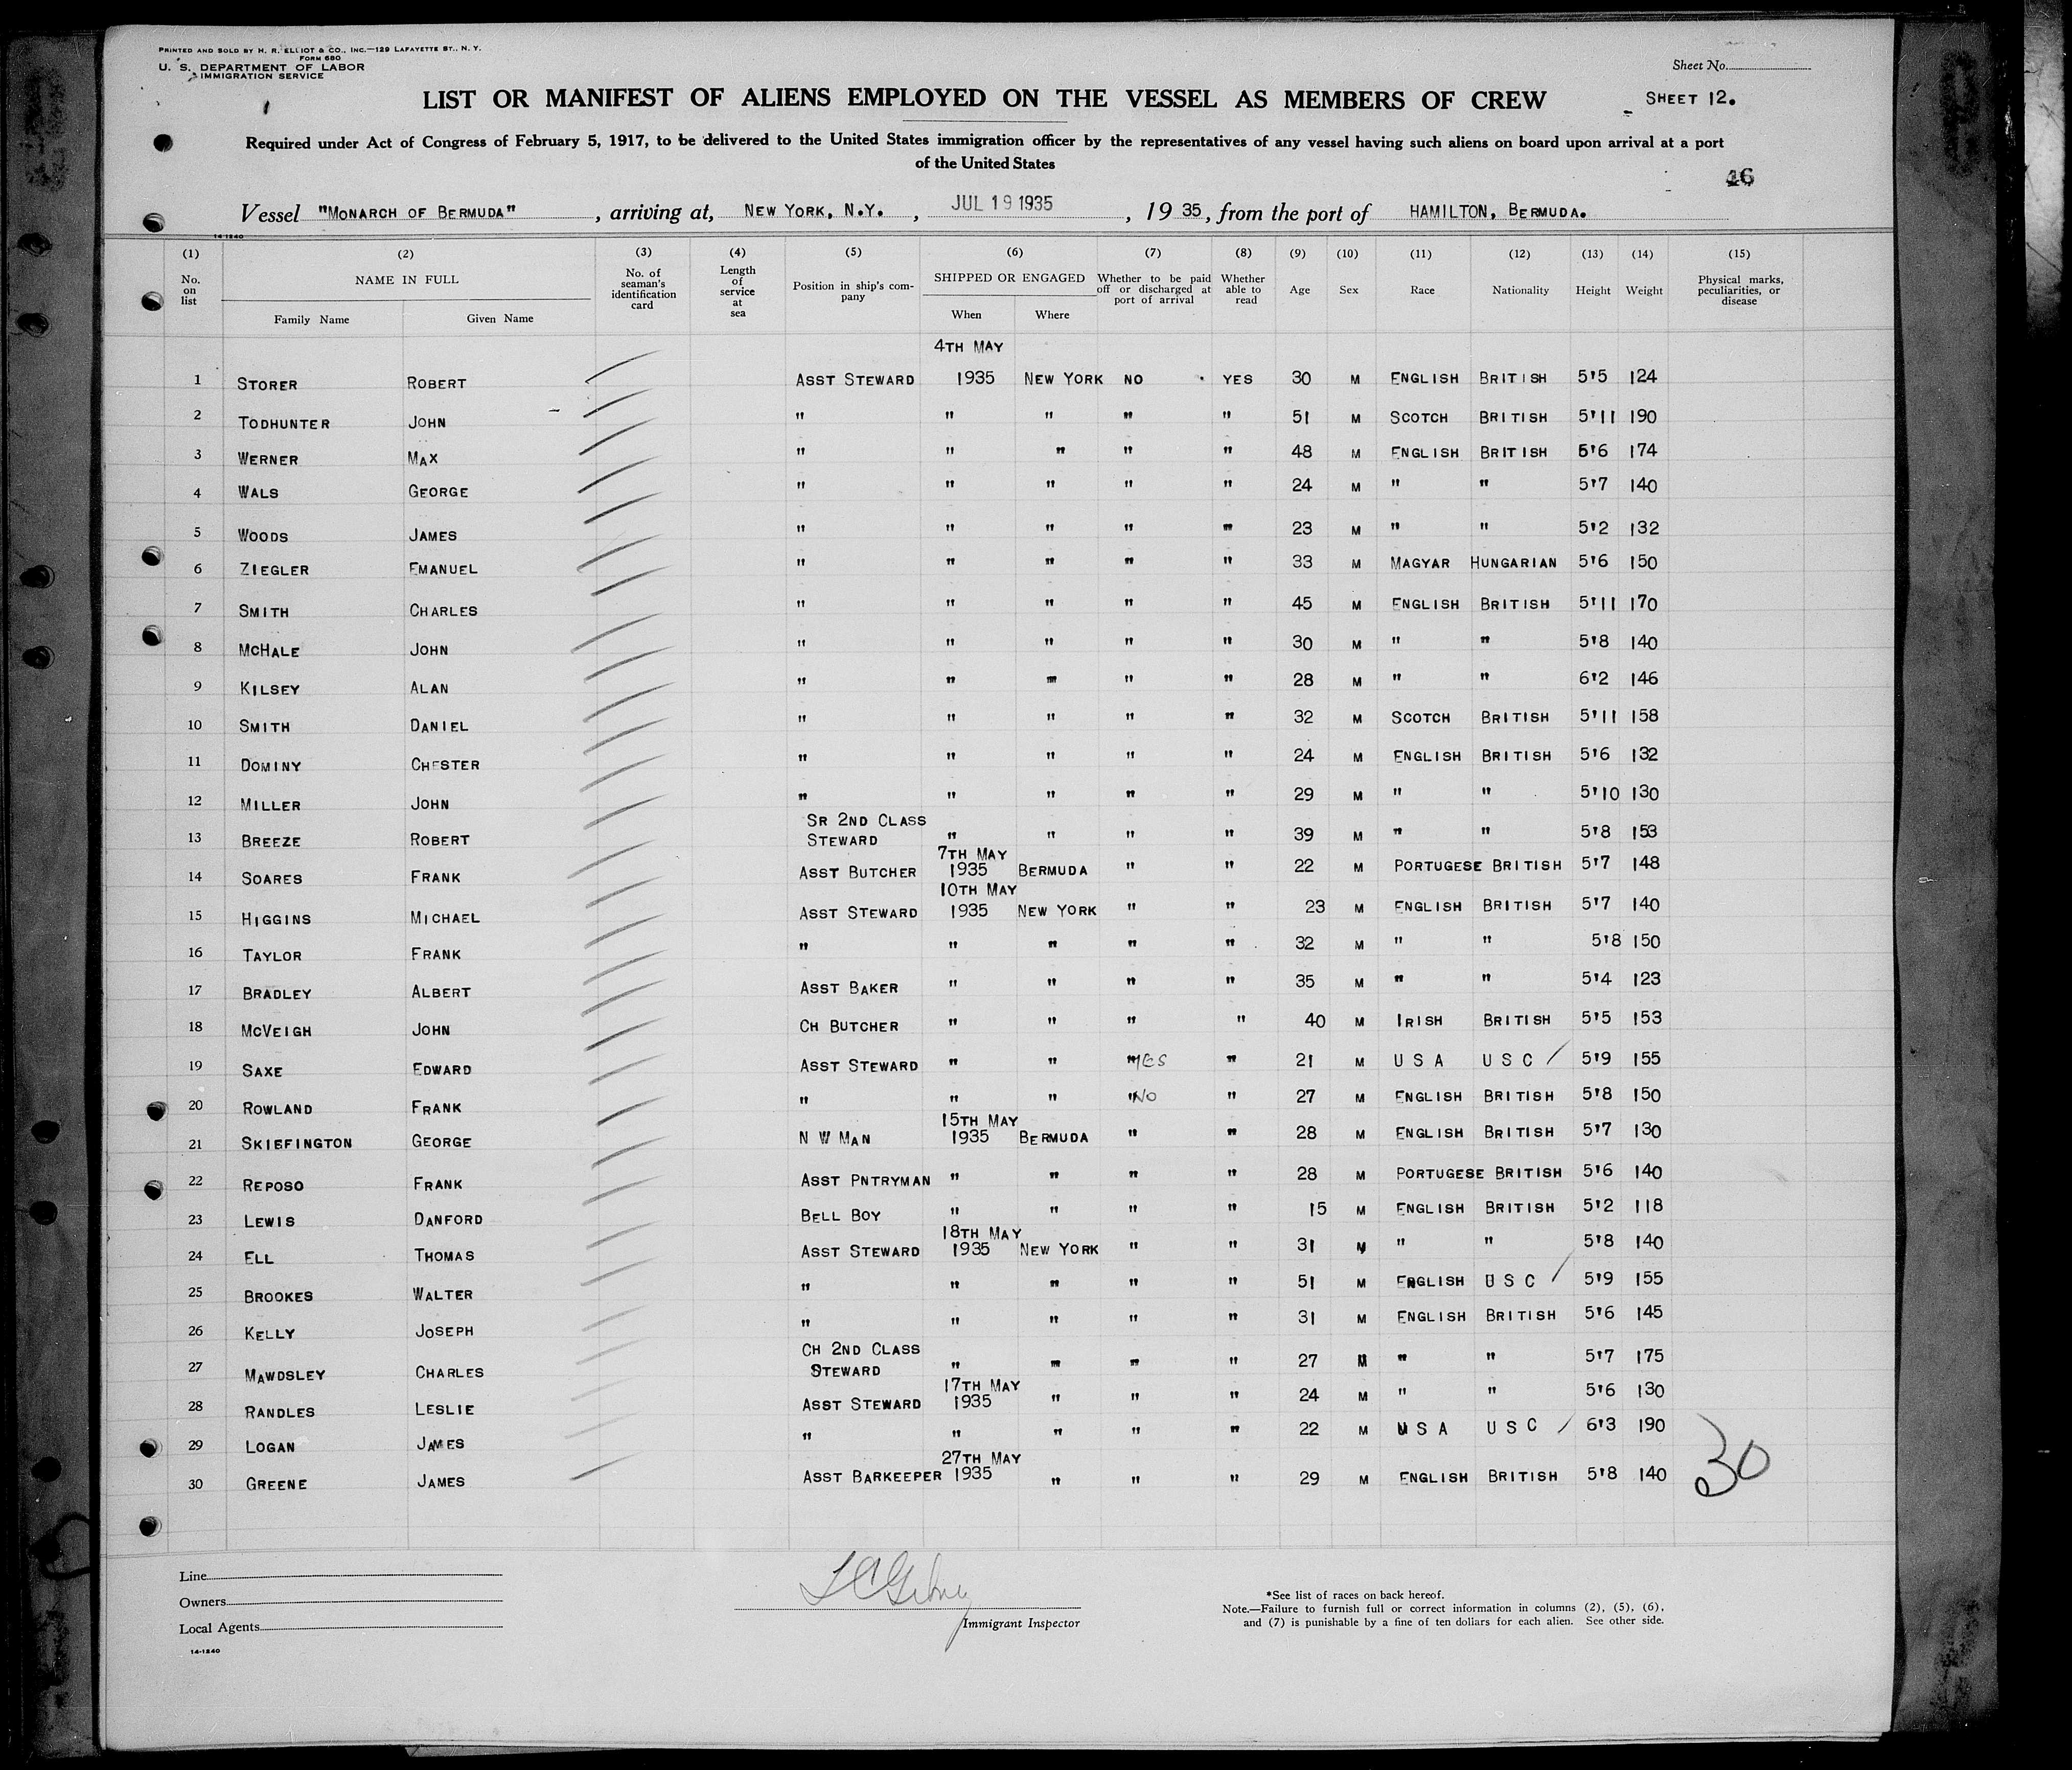 PRINTED AND SOLD BY H. R. ELLIOT & CO., INC.—129 LAFAYETTE ST., N. Y.
FORM 680
U. S. DEPARTMENT OF LABOR
IMMIGRATION SERVICE
Sheet No.
LIST OR MANIFEST OF ALIENS EMPLOYED ON THE VESSEL AS MEMBERS OF CREW
SHEET 12.
Required under Act of Congress of February 5, 1917, to be delivered to the United States immigration officer by the representatives of any vessel having such aliens on board upon arrival at a port
of the United States
Vessel "MONARCH OF BERMUDA", arriving at, NEW YORK, N.Y., JUL 19 1935, 1935, from the port of HAMILTON, BERMUDA.
14-1240
(1) (2) (3) (4) (5) (6) (7) (8) (9) (10) (11) (12) (13) (14) (15)
No. on list NAME IN FULL Family Name Given Name No. of seaman's identification card Length of service at sea Position in ship's company SHIPPED OR ENGAGED When Where Whether to be paid off or discharged at port of arrival Whether able to read Age Sex Race Nationality Height Weight Physical marks, peculiarities, or disease
4TH MAY
1 STORER ROBERT ASST STEWARD 1935 NEW YORK NO YES 30 M ENGLISH BRITISH 5'5 124
2 TODHUNTER JOHN " " " " " 51 M SCOTCH BRITISH 5'11 190
3 WERNER MAX " " " " " 48 M ENGLISH BRITISH 5'6 174
4 WALS GEORGE " " " " " 24 M " " 5'7 140
5 WOODS JAMES " " " " " 23 M " " 5'2 132
6 ZIEGLER EMANUEL " " " " " 33 M MAGYAR HUNGARIAN 5'6 150
7 SMITH CHARLES " " " " " 45 M ENGLISH BRITISH 5'11 170
8 MCHALE JOHN " " " " " 30 M " " 5'8 140
9 KILSEY ALAN " " " " " 28 M " " 6'2 146
10 SMITH DANIEL " " " " " 32 M SCOTCH BRITISH 5'11 158
11 DOMINY CHESTER " " " " " 24 M ENGLISH BRITISH 5'6 132
12 MILLER JOHN " " " " " 29 M " " 5'10 130
SR 2ND CLASS
13 BREEZE ROBERT STEWARD " " " " 39 M " " 5'8 153
7TH MAY
14 SOARES FRANK ASST BUTCHER 1935 BERMUDA " " 22 M PORTUGESE BRITISH 5'7 148
10TH MAY
15 HIGGINS MICHAEL ASST STEWARD 1935 NEW YORK " " 23 M ENGLISH BRITISH 5'7 140
16 TAYLOR FRANK " " " " " 32 M " " 5'8 150
17 BRADLEY ALBERT ASST BAKER " " " " 35 M " " 5'4 123
18 MCVEIGH JOHN CH BUTCHER " " " " 40 M IRISH BRITISH 5'5 153
19 SAXE EDWARD ASST STEWARD " " " YES " 21 M U S A U S C / 5'9 155
20 ROWLAND FRANK " " " " NO " 27 M ENGLISH BRITISH 5'8 150
15TH MAY
21 SKIEFINGTON GEORGE N W MAN 1935 BERMUDA " " 28 M ENGLISH BRITISH 5'7 130
22 REPOSO FRANK ASST PNTRYMAN " " " " 28 M PORTUGESE BRITISH 5'6 140
23 LEWIS DANFORD BELL BOY " " " " 15 M ENGLISH BRITISH 5'2 118
18TH MAY
24 ELL THOMAS ASST STEWARD 1935 NEW YORK " " 31 M " " 5'8 140
25 BROOKES WALTER " " " " " 51 M ENGLISH U S C / 5'9 155
26 KELLY JOSEPH " " " " " 31 M ENGLISH BRITISH 5'6 145
CH 2ND CLASS
27 MAWDSLEY CHARLES STEWARD " " " " 27 M " " 5'7 175
17TH MAY
28 RANDLES LESLIE ASST STEWARD 1935 " " " 24 M " " 5'6 130
29 LOGAN JAMES " " " " " 22 M U S A U S C / 6'3 190
27TH MAY
30 GREENE JAMES ASST BARKEEPER 1935 " " " 29 M ENGLISH BRITISH 5'8 140
30
Line
Owners
Local Agents
14-1240
Immigrant Inspector
*See list of races on back hereof.
Note.—Failure to furnish full or correct information in columns (2), (5), (6),
and (7) is punishable by a fine of ten dollars for each alien. See other side.